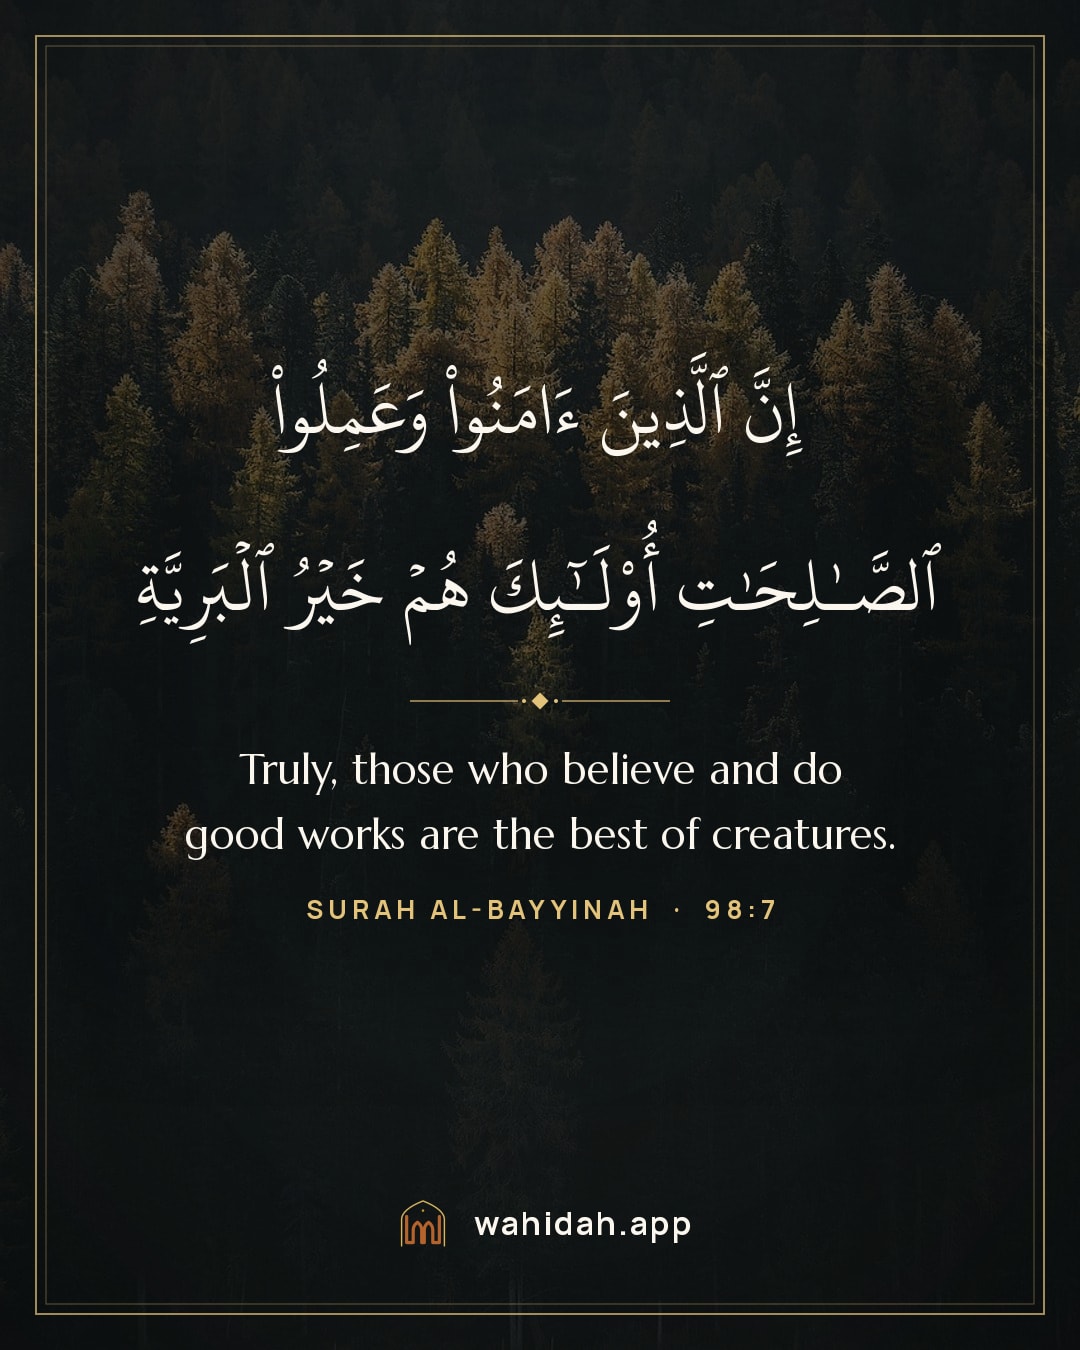 إِنَّ ٱلَّذِينَ ءَامَنُوا۟ وَعَمِلُوا۟
ٱلصَّـٰلِحَـٰتِ أُو۟لَـٰٓئِكَ هُمْ خَيْرُ ٱلْبَرِيَّةِ
Truly, those who believe and do
good works are the best of creatures.
SURAH AL-BAYYINAH · 98:7
wahidah.app